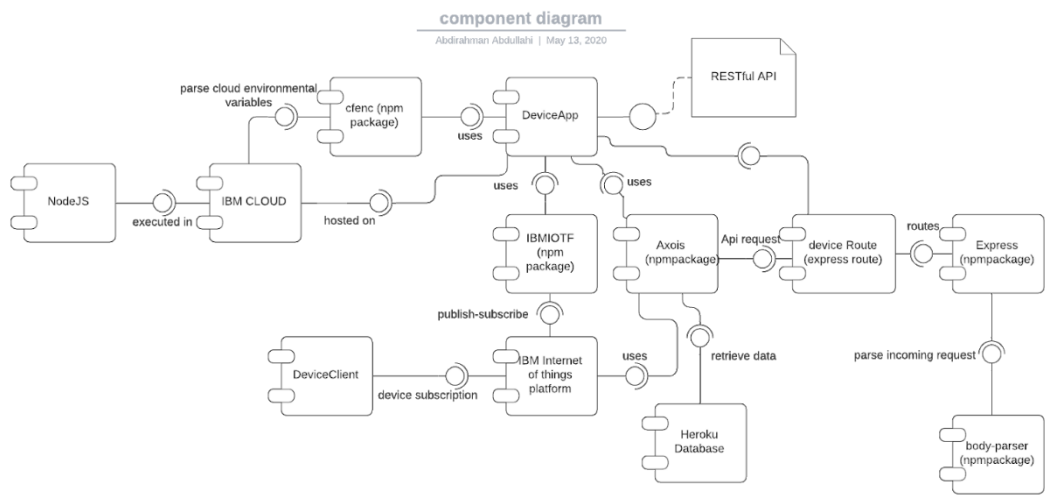 component diagram
Abdirahman Abdullahi | May 13, 2020
RESTful API
parse cloud environmental
variables
cfenc (npm
package)
uses
DeviceApp
NodeJS
executed in
IBM CLOUD
hosted on
uses
uses
IBMIOTF
(npm
package)
Axois
(npmpackage)
Api request
device Route
(express route)
routes
Express
(npmpackage)
publish-subscribe
DeviceClient
device subscription
IBM Internet
of things
platform
uses
retrieve data
parse incoming request
Heroku
Database
body-parser
(npmpackage)